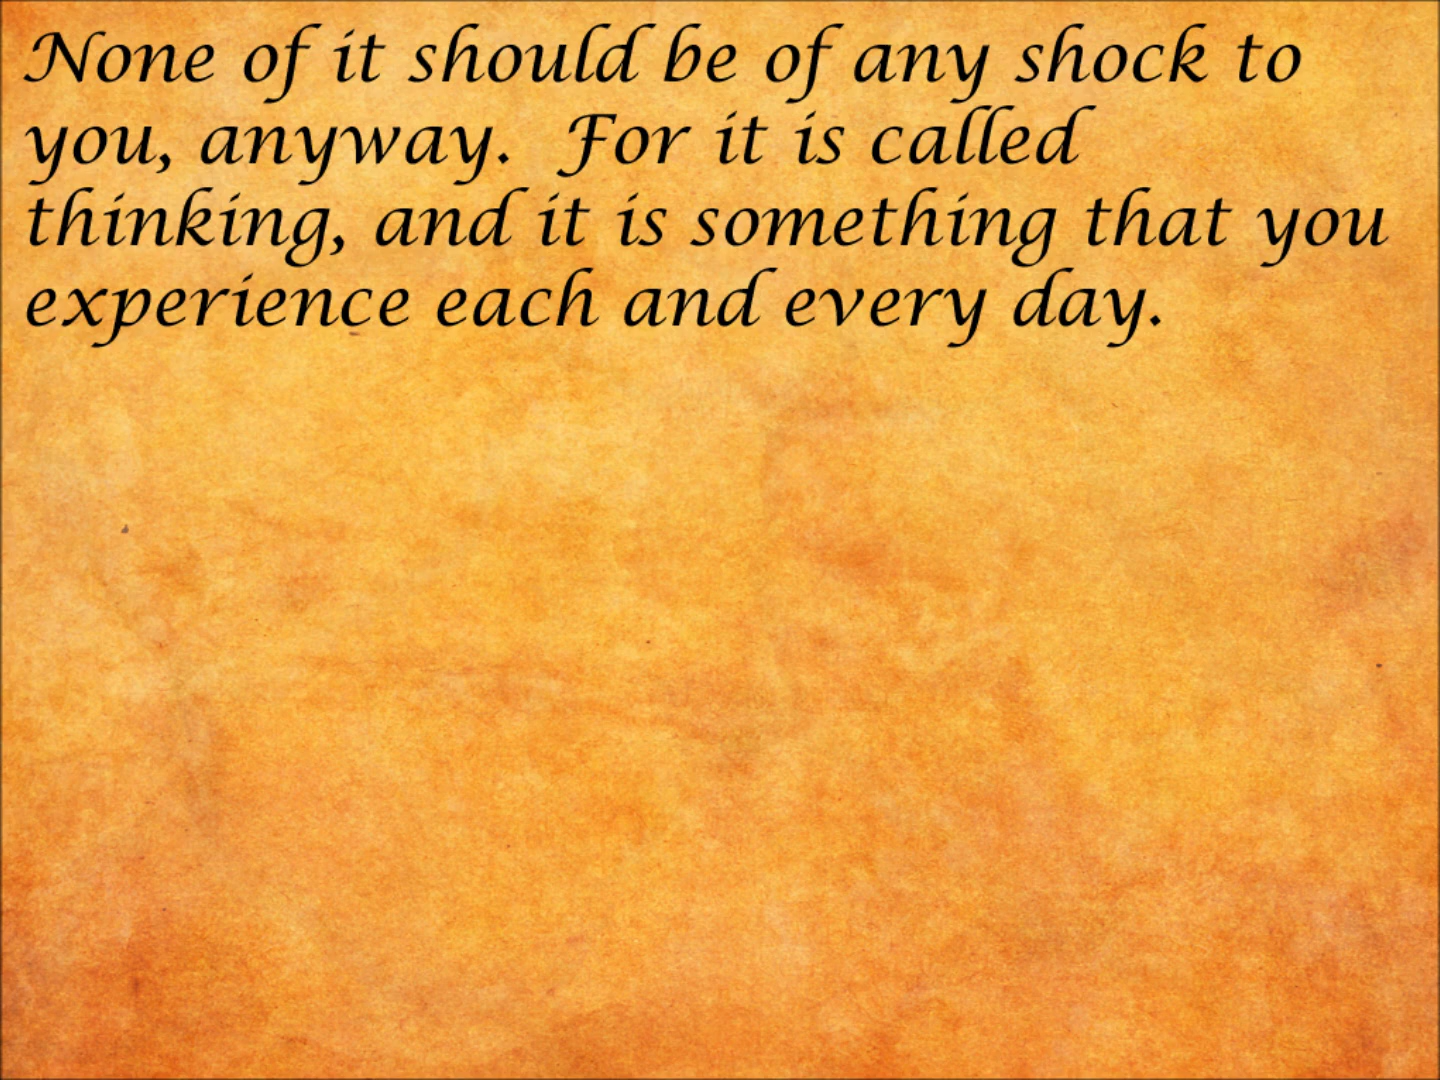 None of it should be of any shock to
you, anyway.  For it is called
thinking, and it is something that you
experience each and every day.